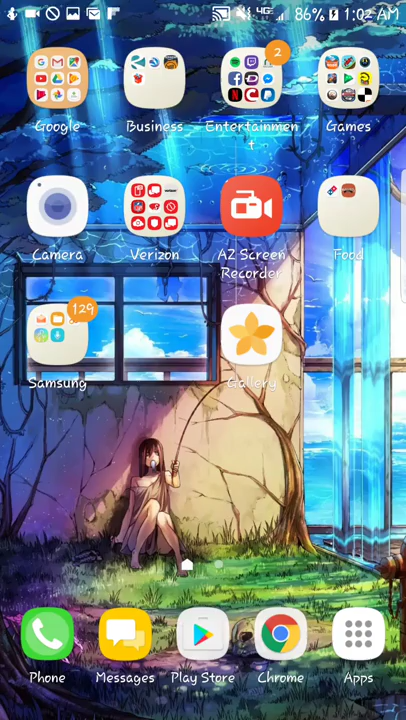 4G 86% 1:02 AM
2
Google Business Entertainmen
t Games
Camera Verizon AZ Screen
Recorder Food
129
Samsung Gallery
Phone Messages Play Store Chrome Apps